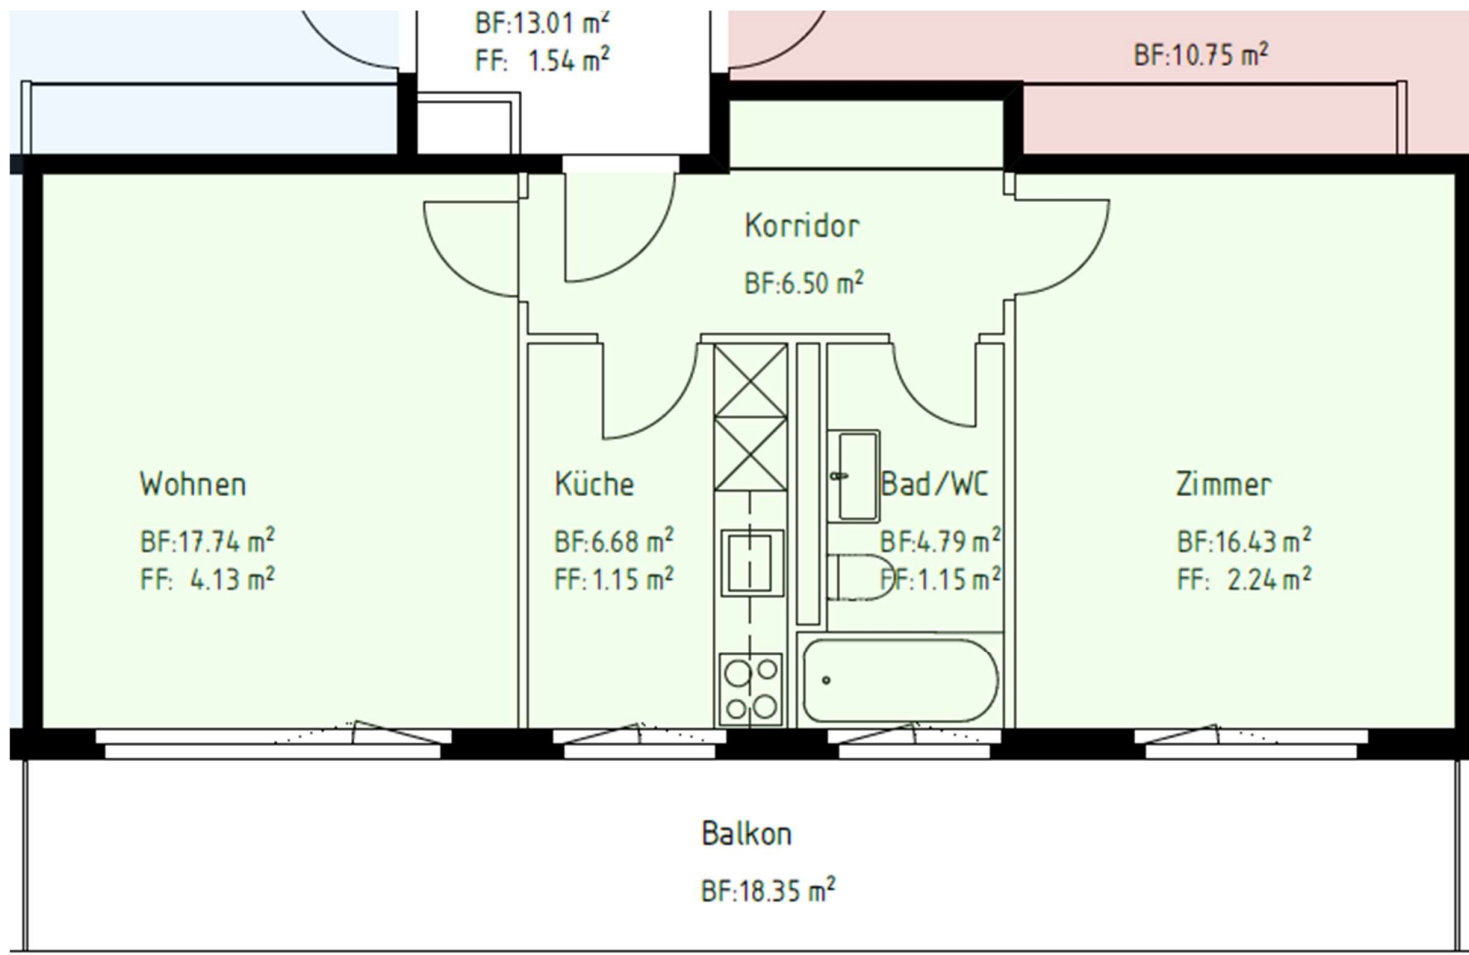 BF:13.01 m²
FF: 1.54 m²
BF:10.75 m²
Korridor
BF:6.50 m²
Wohnen
BF:17.74 m²
FF: 4.13 m²
Küche
BF:6.68 m²
FF:1.15 m²
Bad/WC
BF:4.79 m²
FF:1.15 m²
Zimmer
BF:16.43 m²
FF: 2.24 m²
Balkon
BF:18.35 m²